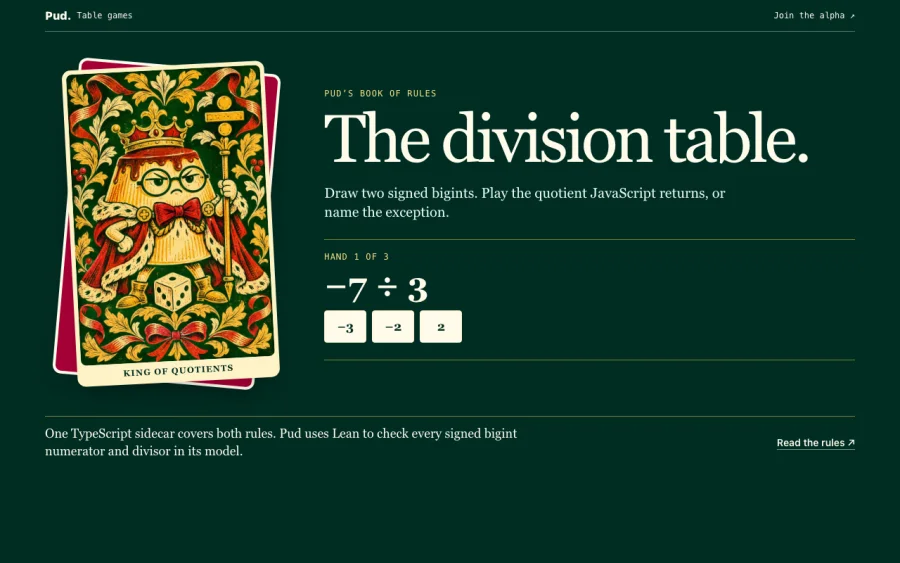 Pud. Table games
Join the alpha ↗
KING OF QUOTIENTS
PUD'S BOOK OF RULES
The division table.
Draw two signed bigints. Play the quotient JavaScript returns, or
name the exception.
HAND 1 OF 3
−7 ÷ 3
−3 −2 2
One TypeScript sidecar covers both rules. Pud uses Lean to check every signed bigint
numerator and divisor in its model.
Read the rules ↗